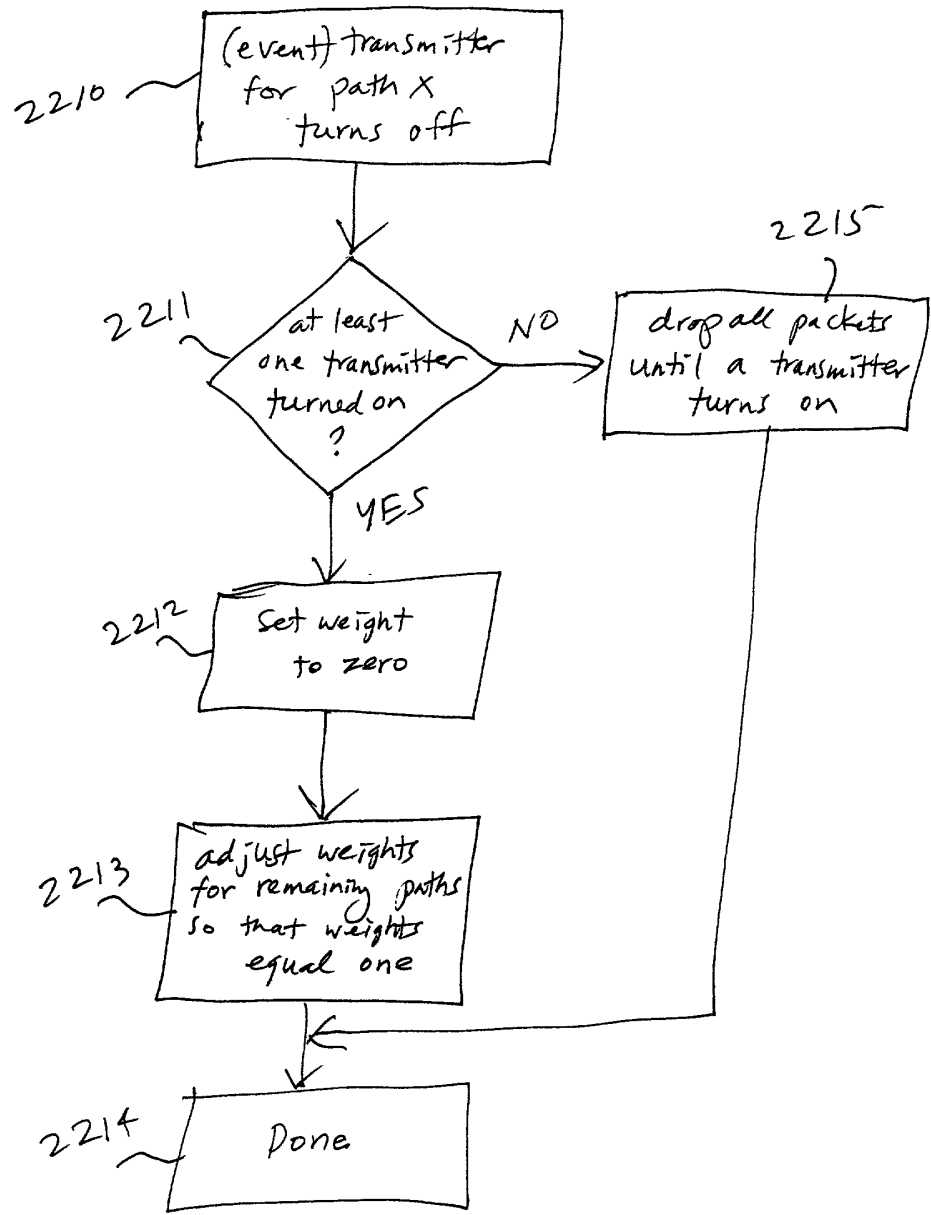 2210
(event) transmitter
for path X
turns off
2211
at least
one transmitter
turned on
?
NO
2215
drop all packets
until a transmitter
turns on
YES
2212
Set weight
to zero
2213
adjust weights
for remaining paths
so that weights
equal one
2214
Done